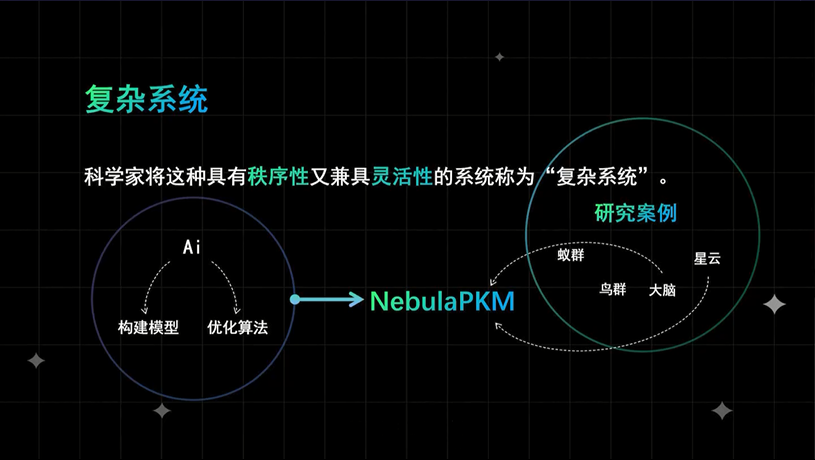 复杂系统
科学家将这种具有秩序性又兼具灵活性的系统称为“复杂系统”。
研究案例
Ai
蚁群
星云
鸟群
大脑
NebulaPKM
构建模型
优化算法